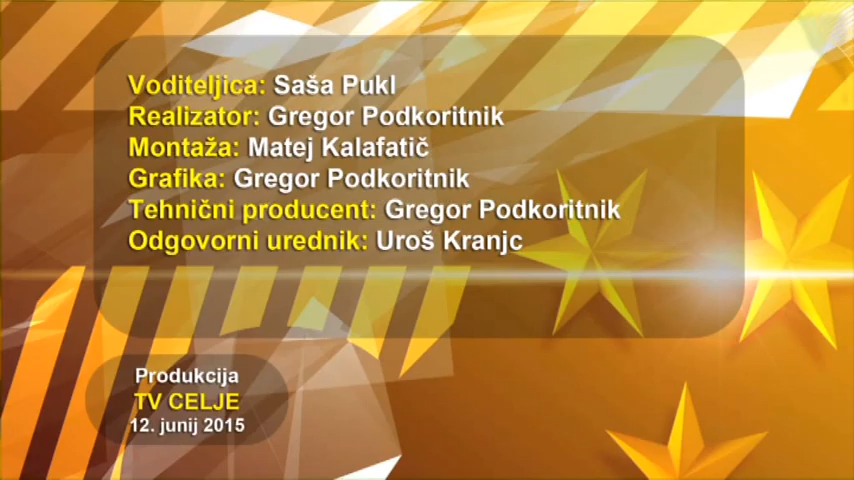 Voditeljica: Saša Pukl
Realizator: Gregor Podkoritnik
Montaža: Matej Kalafatič
Grafika: Gregor Podkoritnik
Tehnični producent: Gregor Podkoritnik
Odgovorni urednik: Uroš Kranjc
Produkcija
TV CELJE
12. junij 2015